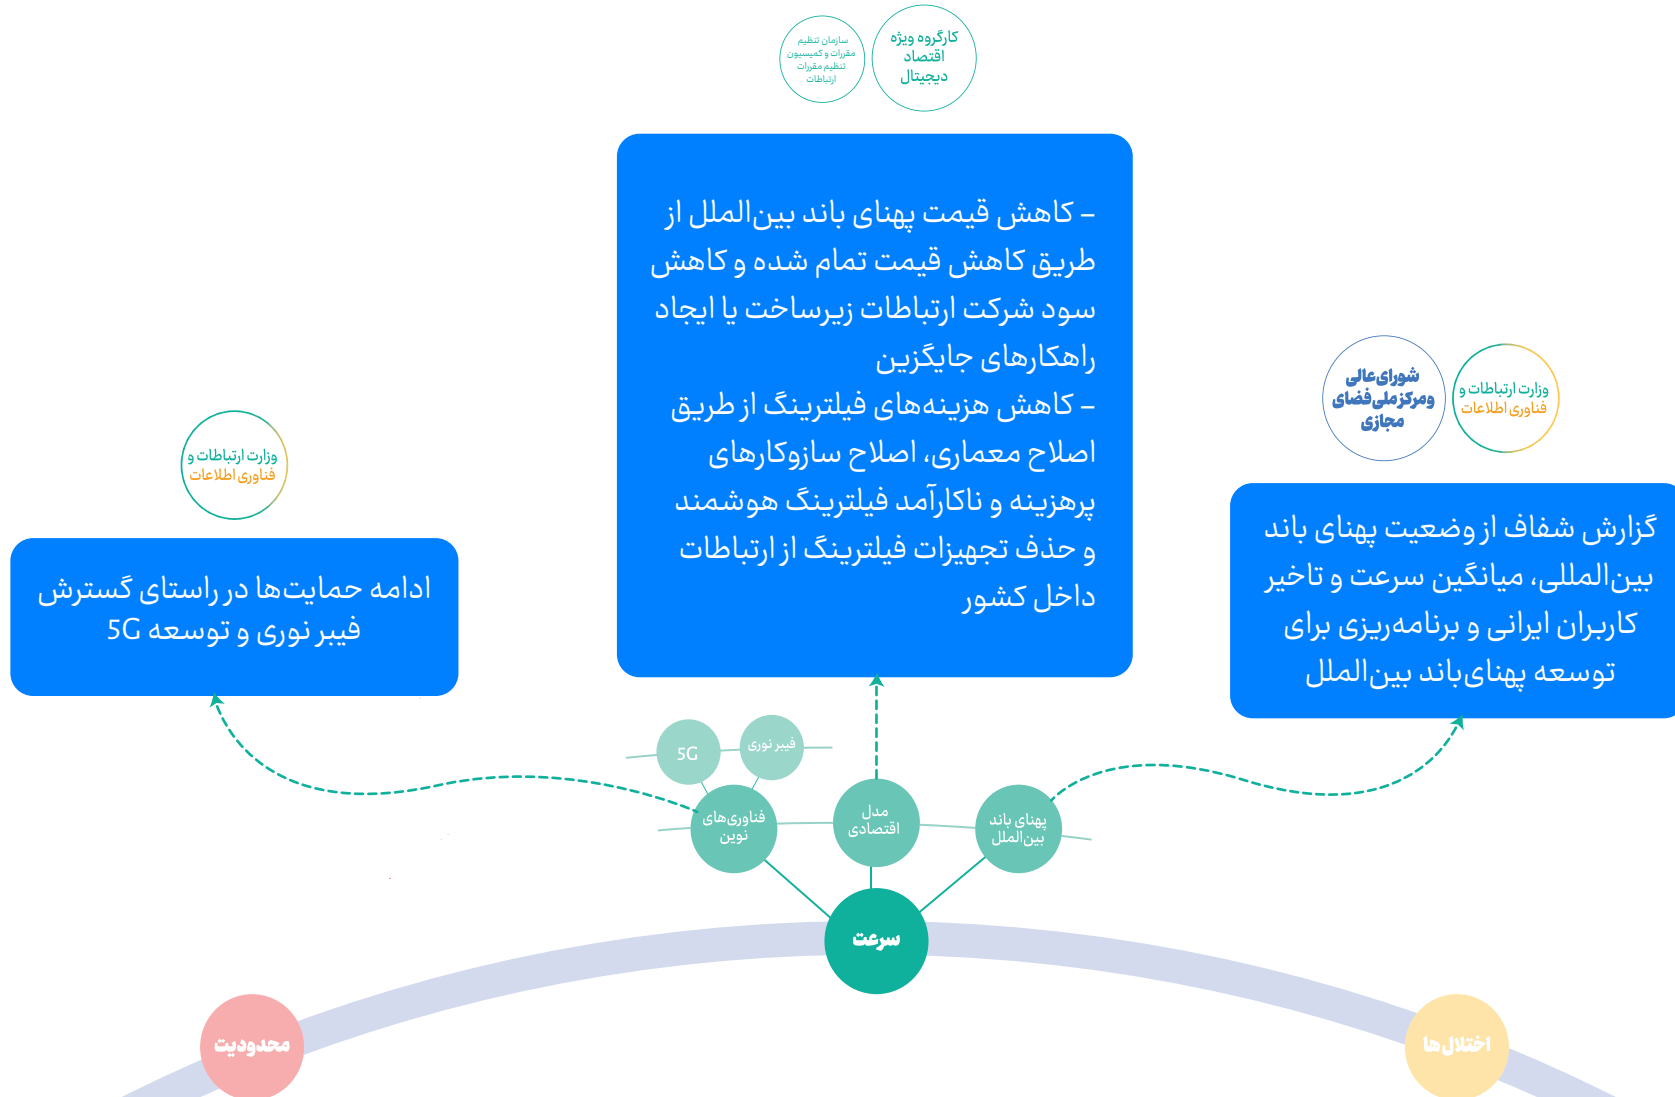 کارگروه ویژه
اقتصاد
دیجیتال
سازمان تنظیم
مقررات و کمیسیون
تنظیم مقررات
ارتباطات
– کاهش قیمت پهنای باند بین‌الملل از
طریق کاهش قیمت تمام شده و کاهش
سود شرکت ارتباطات زیرساخت یا ایجاد
راهکارهای جایگزین
– کاهش هزینه‌های فیلترینگ از طریق
اصلاح معماری، اصلاح سازوکارهای
پرهزینه و ناکارآمد فیلترینگ هوشمند
و حذف تجهیزات فیلترینگ از ارتباطات
داخل کشور
وزارت ارتباطات و
فناوری اطلاعات
شورای‌عالی
ومرکز ملی‌فضای
مجازی
گزارش شفاف از وضعیت پهنای باند
بین‌المللی، میانگین سرعت و تاخیر
کاربران ایرانی و برنامه‌ریزی برای
توسعه پهنای‌باند بین‌الملل
وزارت ارتباطات و
فناوری اطلاعات
ادامه حمایت‌ها در راستای گسترش
فیبر نوری و توسعه 5G
فیبر نوری
5G
پهنای باند
بین‌الملل
مدل
اقتصادی
فناوری‌های
نوین
سرعت
اختلال‌ها
محدودیت